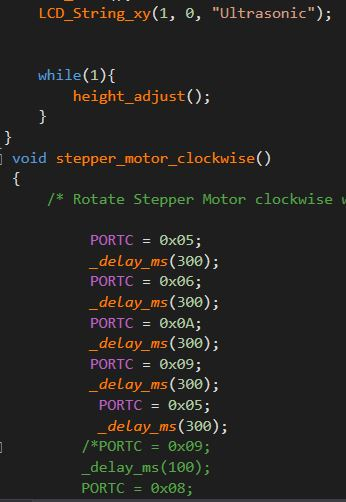 LCD_String_xy(1, 0, "Ultrasonic");
while(1){
height_adjust();
}
}
void stepper_motor_clockwise()
{
/* Rotate Stepper Motor clockwise
PORTC = 0x05;
_delay_ms(300);
PORTC = 0x06;
_delay_ms(300);
PORTC = 0x0A;
_delay_ms(300);
PORTC = 0x09;
_delay_ms(300);
PORTC = 0x05;
_delay_ms(300);
/*PORTC = 0x09;
_delay_ms(100);
PORTC = 0x08;